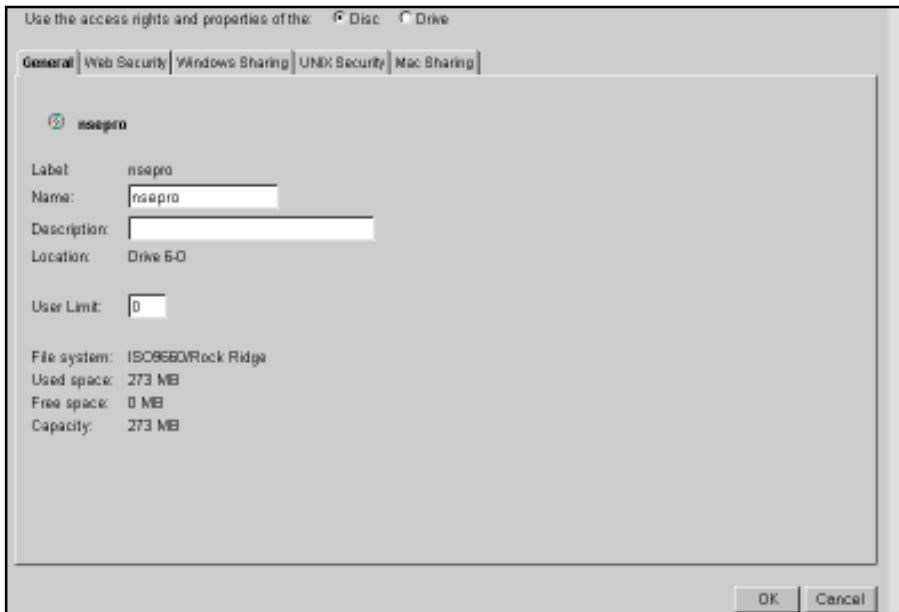 Use the access rights and properties of the: Disc Drive
General Web Security Windows Sharing UNIX Security Mac Sharing
nsepro
Label: nsepro
Name: nsepro
Description:
Location: Drive 6-0
User Limit: 0
File system: ISO9660/Rock Ridge
Used space: 273 MB
Free space: 0 MB
Capacity: 273 MB
OK Cancel